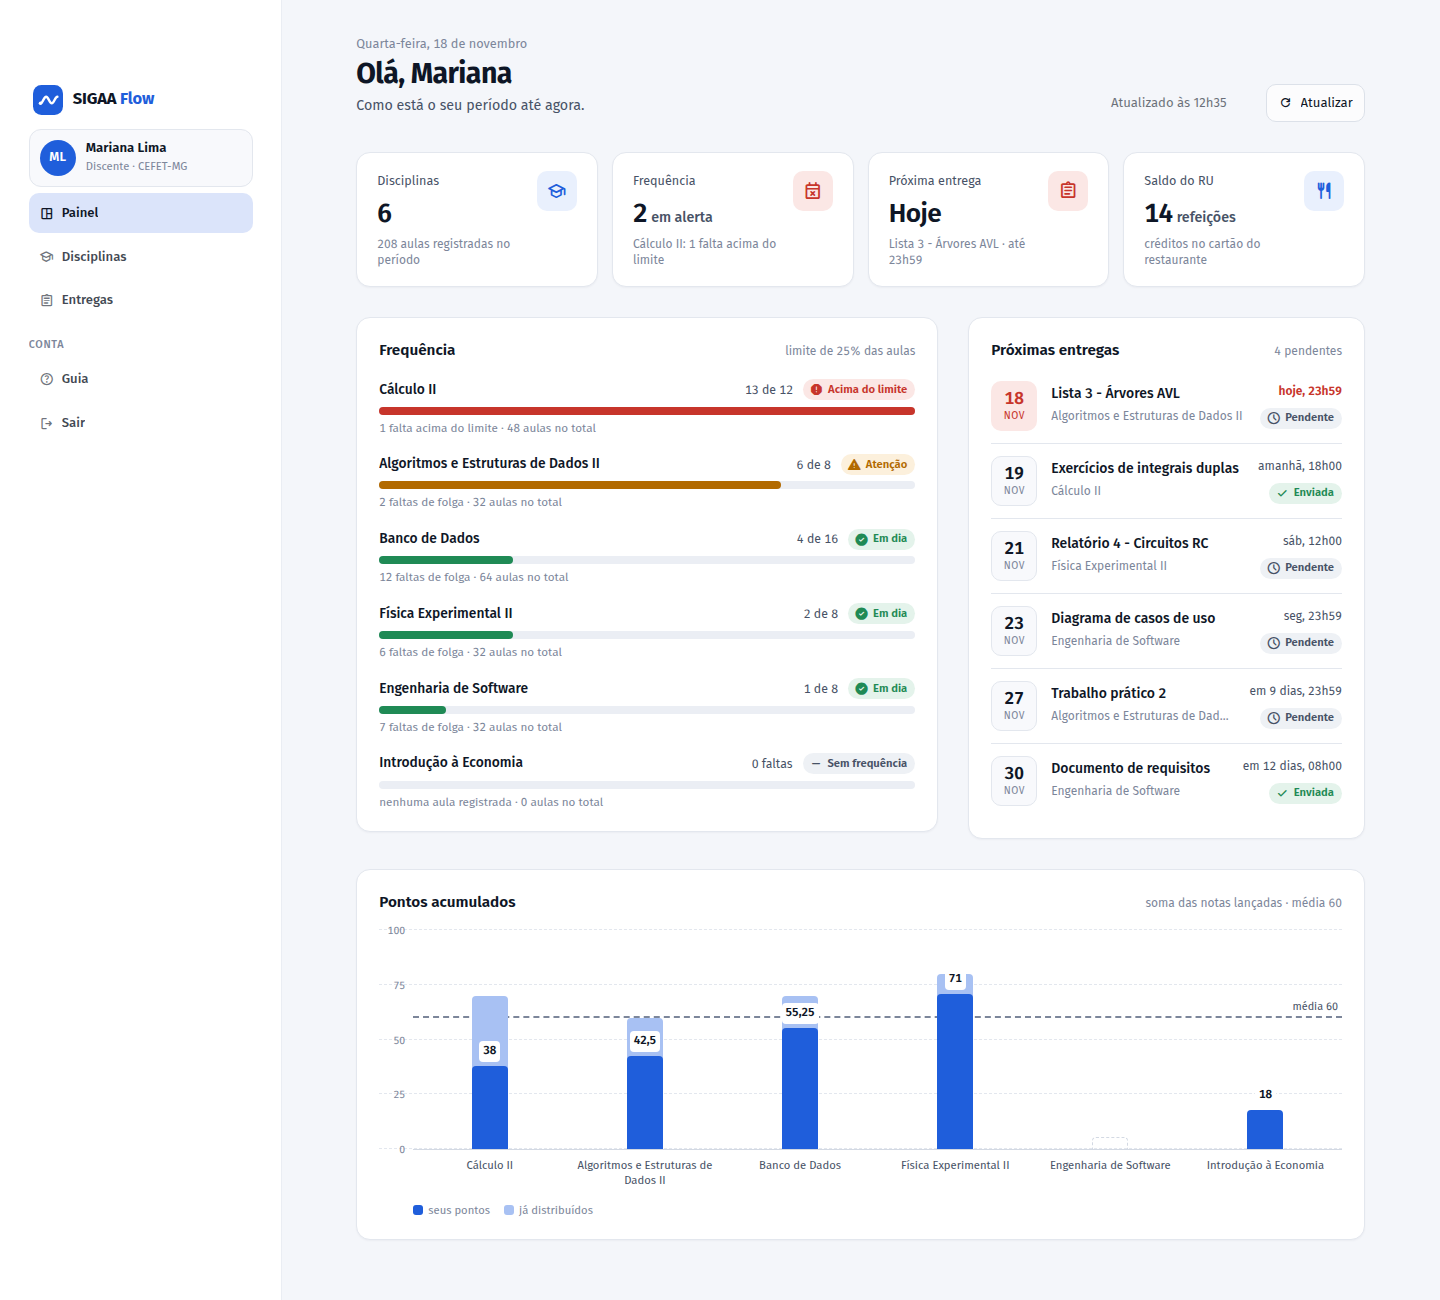 SIGAA Flow
ML
Mariana Lima
Discente · CEFET-MG
Painel
Disciplinas
Entregas
CONTA
Guia
Sair
Quarta-feira, 18 de novembro
Olá, Mariana
Como está o seu período até agora.
Atualizado às 12h35
Atualizar
Disciplinas
6
208 aulas registradas no
período
Frequência
2 em alerta
Cálculo II: 1 falta acima do
limite
Próxima entrega
Hoje
Lista 3 - Árvores AVL · até
23h59
Saldo do RU
14 refeições
créditos no cartão do
restaurante
Frequência
limite de 25% das aulas
Cálculo II
13 de 12
Acima do limite
1 falta acima do limite · 48 aulas no total
Algoritmos e Estruturas de Dados II
6 de 8
Atenção
2 faltas de folga · 32 aulas no total
Banco de Dados
4 de 16
Em dia
12 faltas de folga · 64 aulas no total
Física Experimental II
2 de 8
Em dia
6 faltas de folga · 32 aulas no total
Engenharia de Software
1 de 8
Em dia
7 faltas de folga · 32 aulas no total
Introdução à Economia
0 faltas
Sem frequência
nenhuma aula registrada · 0 aulas no total
Próximas entregas
4 pendentes
18
NOV
Lista 3 - Árvores AVL
Algoritmos e Estruturas de Dados II
hoje, 23h59
Pendente
19
NOV
Exercícios de integrais duplas
Cálculo II
amanhã, 18h00
Enviada
21
NOV
Relatório 4 - Circuitos RC
Física Experimental II
sáb, 12h00
Pendente
23
NOV
Diagrama de casos de uso
Engenharia de Software
seg, 23h59
Pendente
27
NOV
Trabalho prático 2
Algoritmos e Estruturas de Dad...
em 9 dias, 23h59
Pendente
30
NOV
Documento de requisitos
Engenharia de Software
em 12 dias, 08h00
Enviada
Pontos acumulados
soma das notas lançadas · média 60
100
75
50
25
0
média 60
38
42,5
55,25
71
18
Cálculo II
Algoritmos e Estruturas de
Dados II
Banco de Dados
Física Experimental II
Engenharia de Software
Introdução à Economia
seus pontos
já distribuídos